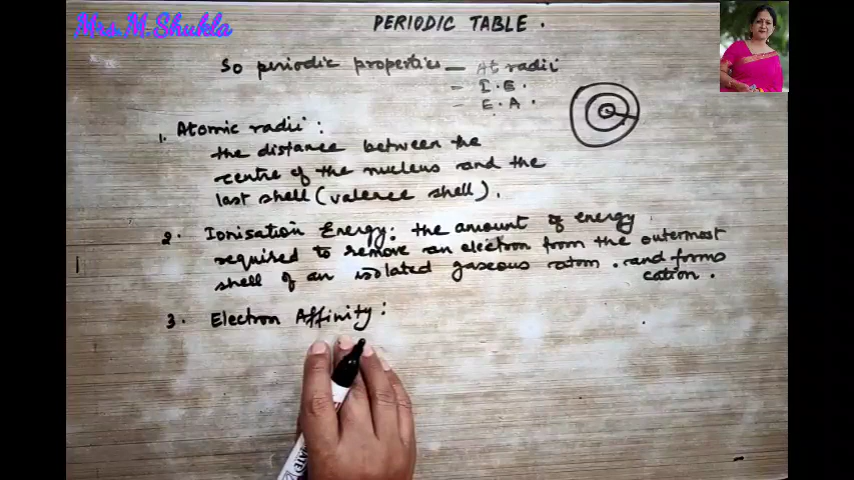 Mrs.M.Shukla
PERIODIC TABLE.
So periodic properties — At radii
– I.E.
– E.A.
1. Atomic radii:
the distance between the
centre of the nucleus and the
last shell (valence shell).
2. Ionisation Energy: the amount of energy
required to remove an electron from the outermost
shell of an isolated gaseous atom. and forms
cation.
3. Electron Affinity: